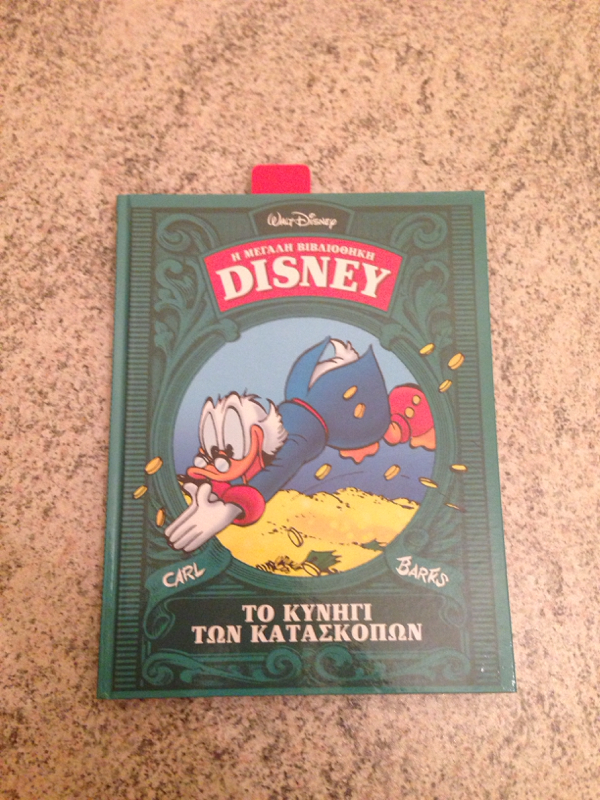 WALT DISNEY
Η ΜΕΓΑΛΗ ΒΙΒΛΙΟΘΗΚΗ
DISNEY
CARL BARKS
ΤΟ ΚΥΝΗΓΙ
ΤΩΝ ΚΑΤΑΣΚΟΠΩΝ